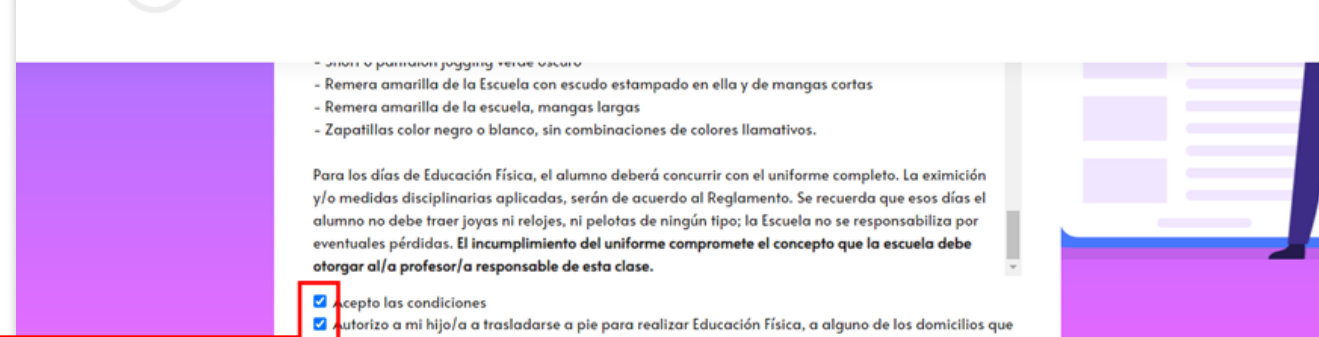 - Short o pantalón jogging verde oscuro
- Remera amarilla de la Escuela con escudo estampado en ella y de mangas cortas
- Remera amarilla de la escuela, mangas largas
- Zapatillas color negro o blanco, sin combinaciones de colores llamativos.
Para los días de Educación Física, el alumno deberá concurrir con el uniforme completo. La eximición
y/o medidas disciplinarias aplicadas, serán de acuerdo al Reglamento. Se recuerda que esos días el
alumno no debe traer joyas ni relojes, ni pelotas de ningún tipo; la Escuela no se responsabiliza por
eventuales pérdidas. El incumplimiento del uniforme compromete el concepto que la escuela debe
otorgar al/a profesor/a responsable de esta clase.
Acepto las condiciones
Autorizo a mi hijo/a a trasladarse a pie para realizar Educación Física, a alguno de los domicilios que